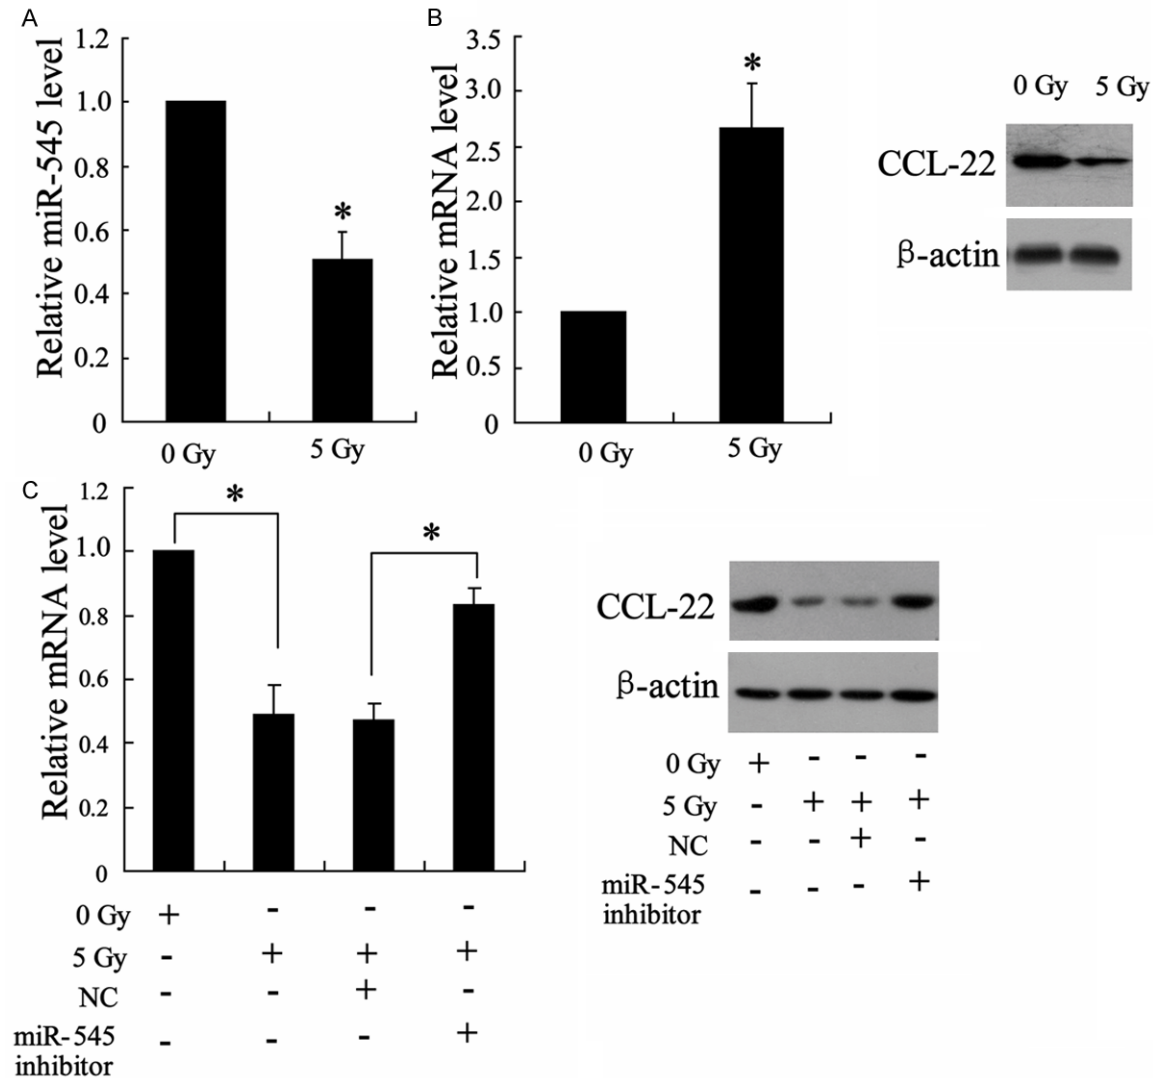 A
Relative miR-545 level
1.2
1.0
0.8
0.6
0.4
0.2
0
*
0 Gy
5 Gy
B
Relative mRNA level
3.5
3.0
2.5
2.0
1.5
1.0
0.5
0
*
0 Gy
5 Gy
0 Gy 5 Gy
CCL-22
β-actin
C
Relative mRNA level
1.2
1.0
0.8
0.6
0.4
0.2
0
*
*
0 Gy + - - -
5 Gy - + + +
NC - - + -
miR-545 - - - +
inhibitor
CCL-22
β-actin
0 Gy + - - -
5 Gy - + + +
NC - - + -
miR-545 - - - +
inhibitor